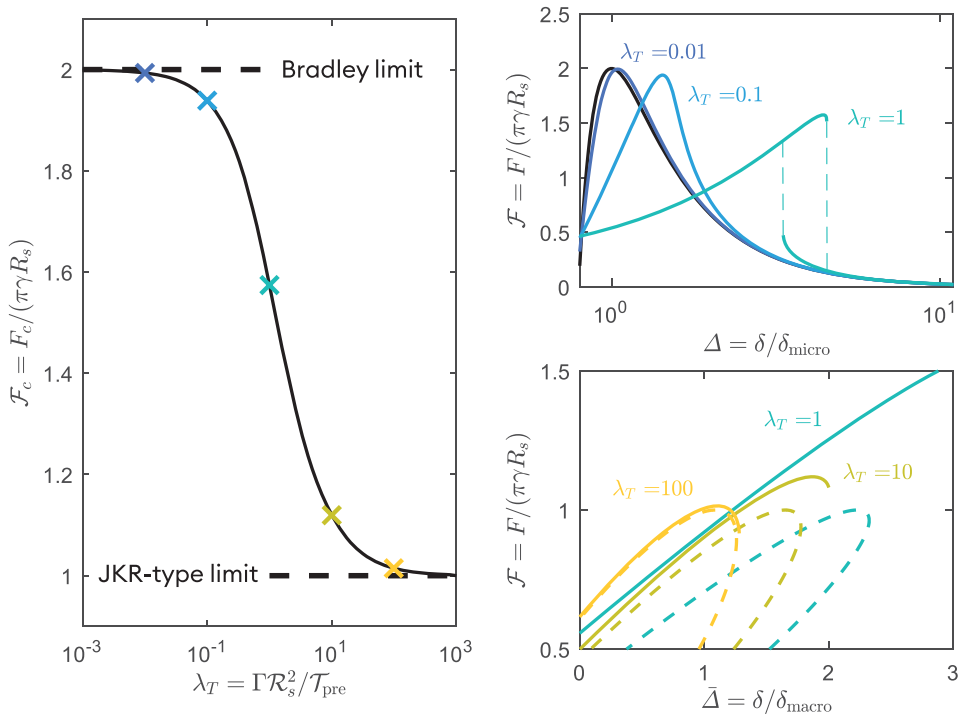 2
1.8
1.6
1.4
1.2
1
Bradley limit
JKR-type limit
𝓕_c = F_c/(πγR_s)
10^-3
10^-1
10^1
10^3
λ_T = Γ𝓡_s^2/𝓣_pre
2.5
2
1.5
1
0.5
0
λ_T =0.01
λ_T =0.1
λ_T =1
𝓕 = F/(πγR_s)
10^0
10^1
Δ = δ/δ_micro
1.5
1
0.5
λ_T =1
λ_T =10
λ_T =100
𝓕 = F/(πγR_s)
0
1
2
3
Δ̄ = δ/δ_macro